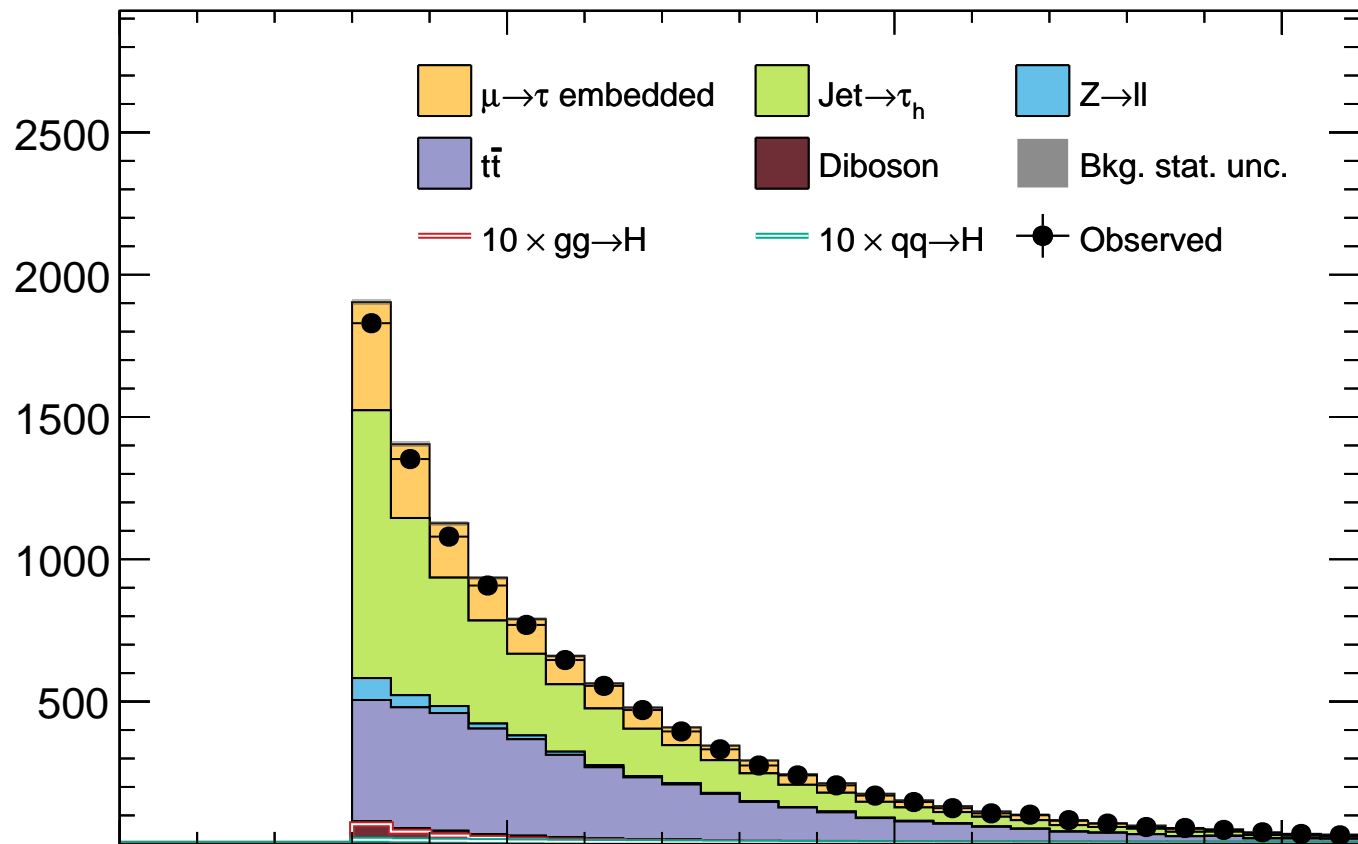 μ→τ embedded Jet→τh Z→ll
2500
tt̄ Diboson Bkg. stat. unc.
10 × gg→H 10 × qq→H Observed
2000
1500
1000
500